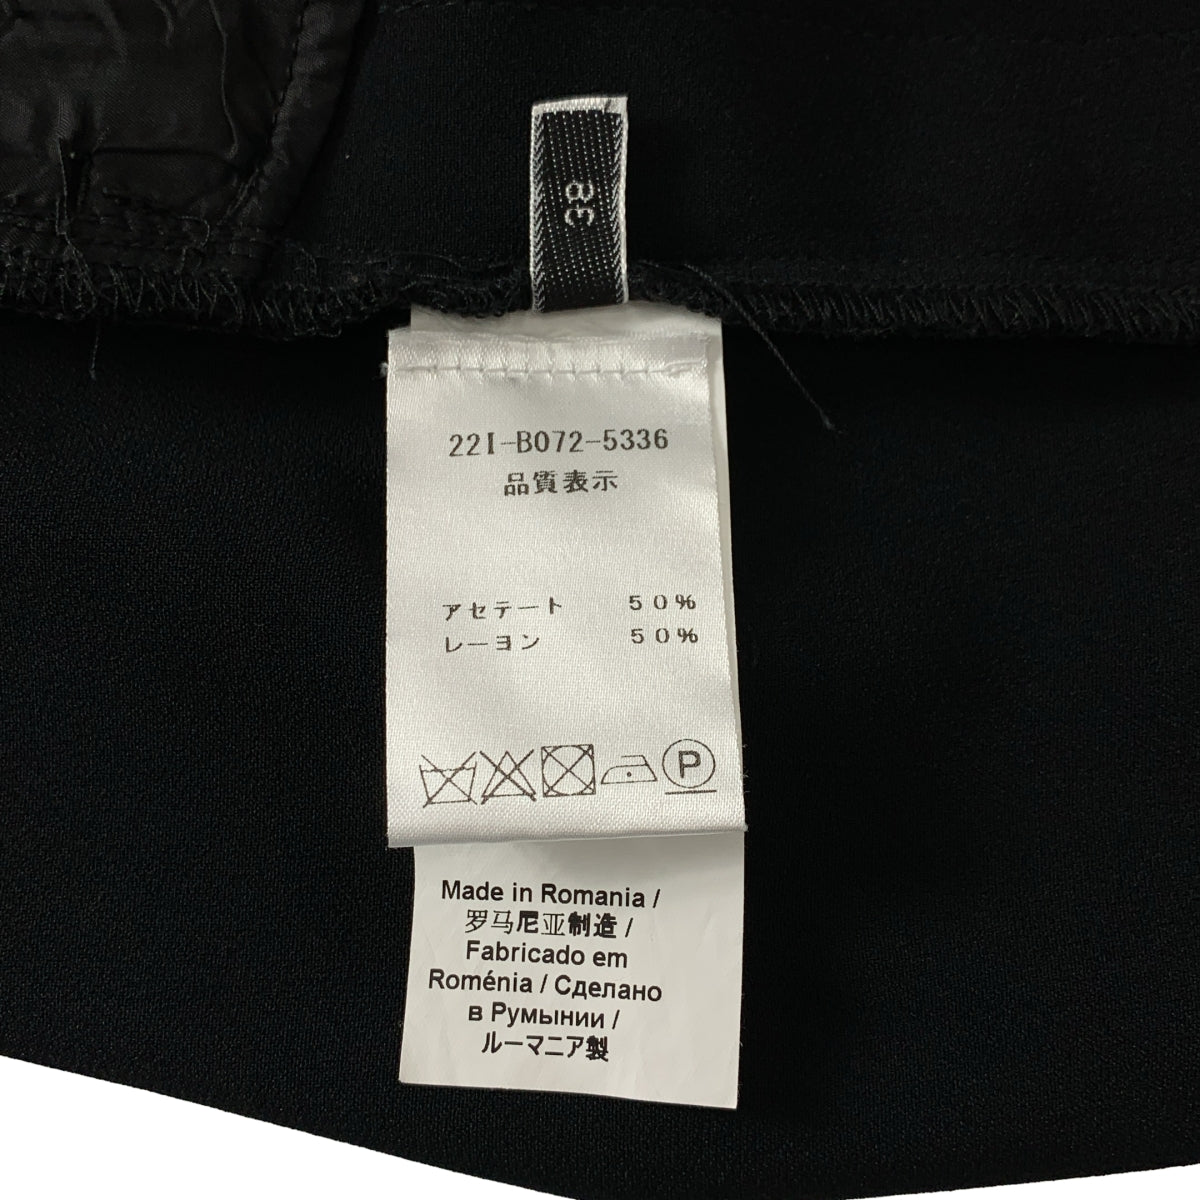 38
22I-B072-5336
品質表示
アセテート 50%
レーヨン 50%
P
Made in Romania /
罗马尼亚制造 /
Fabricado em
Roménia / Сделано
в Румынии /
ルーマニア製